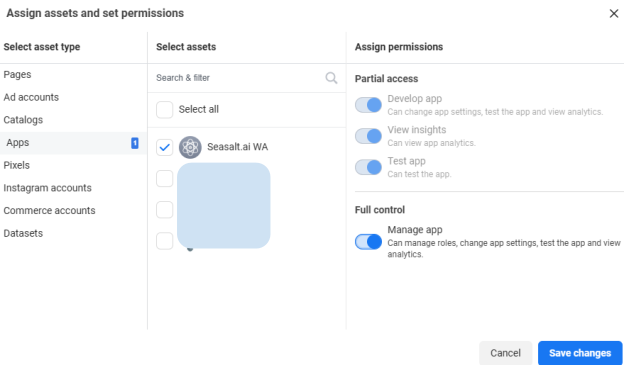 Assign assets and set permissions
Select asset type
Pages
Ad accounts
Catalogs
Apps 1
Pixels
Instagram accounts
Commerce accounts
Datasets
Select assets
Search & filter
Select all
Seasalt.ai WA
Assign permissions
Partial access
Develop app
Can change app settings, test the app and view analytics.
View insights
Can view app analytics.
Test app
Can test the app.
Full control
Manage app
Can manage roles, change app settings, test the app and view
analytics.
Cancel
Save changes